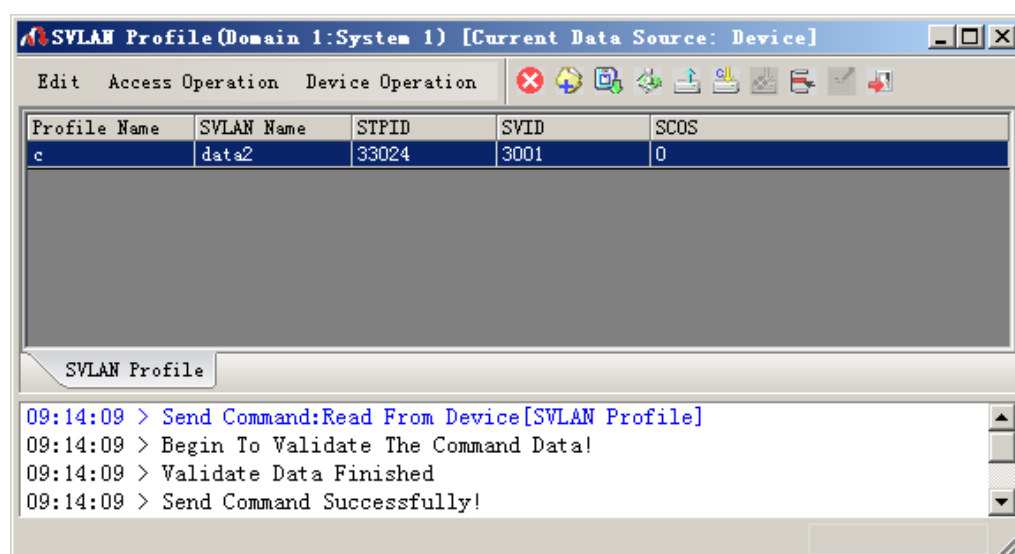 SVLAN Profile(Domain 1:System 1) [Current Data Source: Device]
Edit Access Operation Device Operation
Profile Name SVLAN Name STPID SVID SCOS
c data2 33024 3001 0
SVLAN Profile
09:14:09 > Send Command:Read From Device[SVLAN Profile]
09:14:09 > Begin To Validate The Command Data!
09:14:09 > Validate Data Finished
09:14:09 > Send Command Successfully!